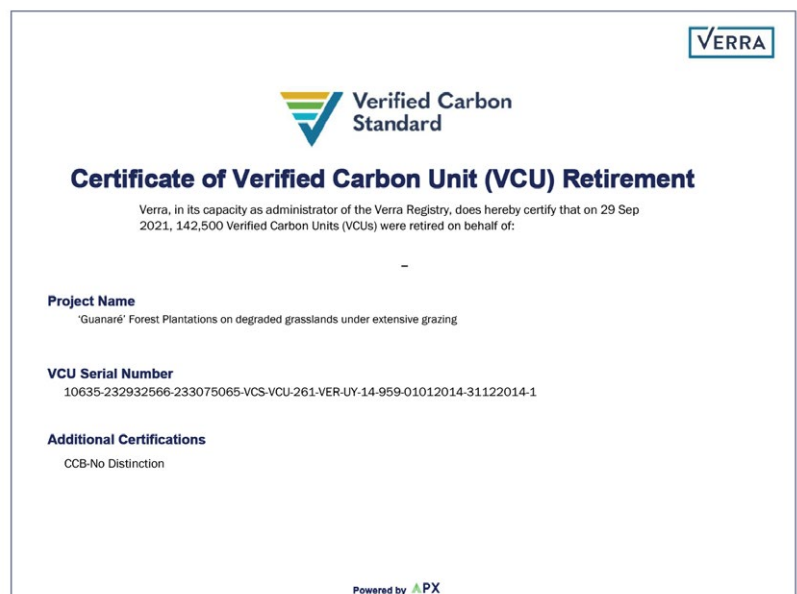 VERRA
Verified Carbon
Standard
Certificate of Verified Carbon Unit (VCU) Retirement
Verra, in its capacity as administrator of the Verra Registry, does hereby certify that on 29 Sep
2021, 142,500 Verified Carbon Units (VCUs) were retired on behalf of:
–
Project Name
‘Guanaré’ Forest Plantations on degraded grasslands under extensive grazing
VCU Serial Number
10635-232932566-233075065-VCS-VCU-261-VER-UY-14-959-01012014-31122014-1
Additional Certifications
CCB-No Distinction
Powered by APX